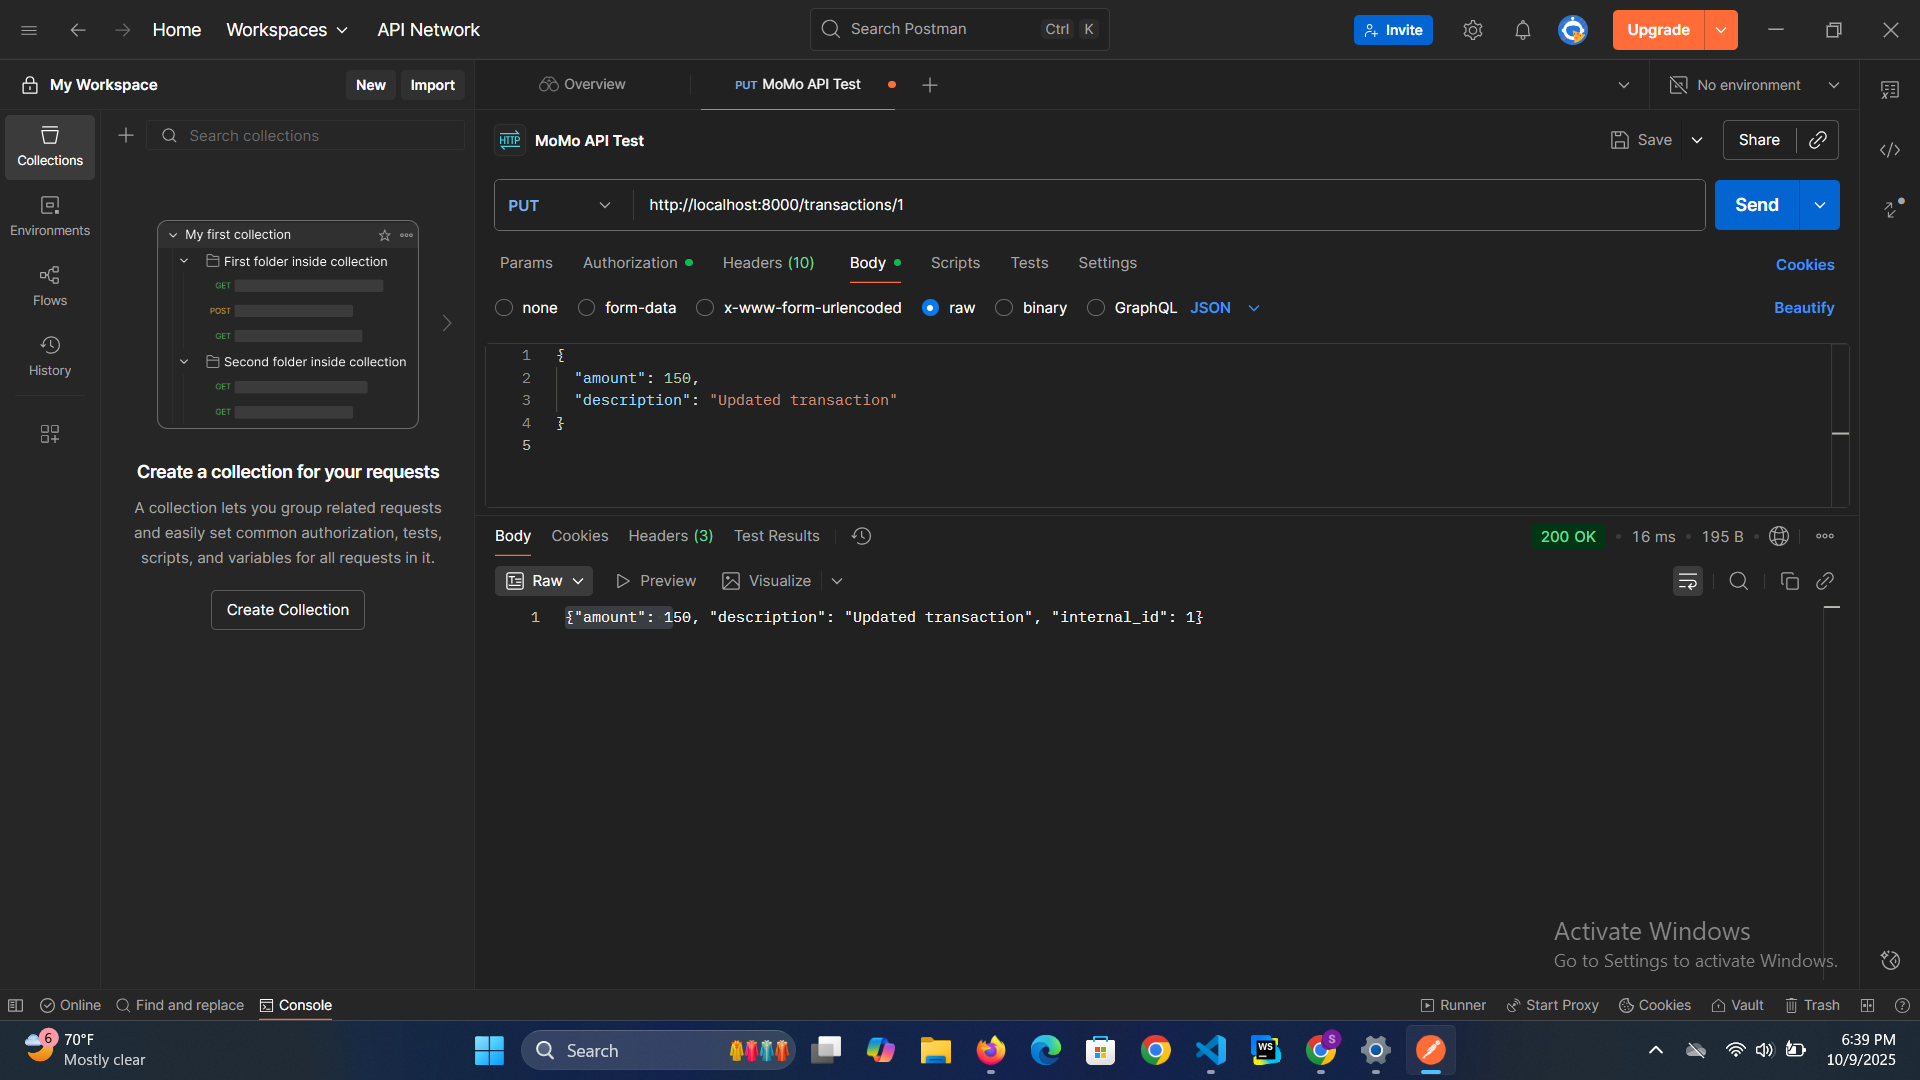 Home
Workspaces
API Network
Search Postman
Ctrl K
Invite
Upgrade
My Workspace
New
Import
Overview
PUT MoMo API Test
No environment
Collections
Environments
Flows
History
Search collections
My first collection
First folder inside collection
GET
POST
GET
Second folder inside collection
GET
GET
Create a collection for your requests
A collection lets you group related requests
and easily set common authorization, tests,
scripts, and variables for all requests in it.
Create Collection
HTTP
MoMo API Test
Save
Share
PUT
http://localhost:8000/transactions/1
Send
Params
Authorization
Headers (10)
Body
Scripts
Tests
Settings
Cookies
none
form-data
x-www-form-urlencoded
raw
binary
GraphQL
JSON
Beautify
1 {
2 "amount": 150,
3 "description": "Updated transaction"
4 }
5
Body
Cookies
Headers (3)
Test Results
200 OK
16 ms
195 B
Raw
Preview
Visualize
1 {"amount": 150, "description": "Updated transaction", "internal_id": 1}
Activate Windows
Go to Settings to activate Windows.
Online
Find and replace
Console
Runner
Start Proxy
Cookies
Vault
Trash
6
70°F
Mostly clear
Search
WS
S
6:39 PM
10/9/2025